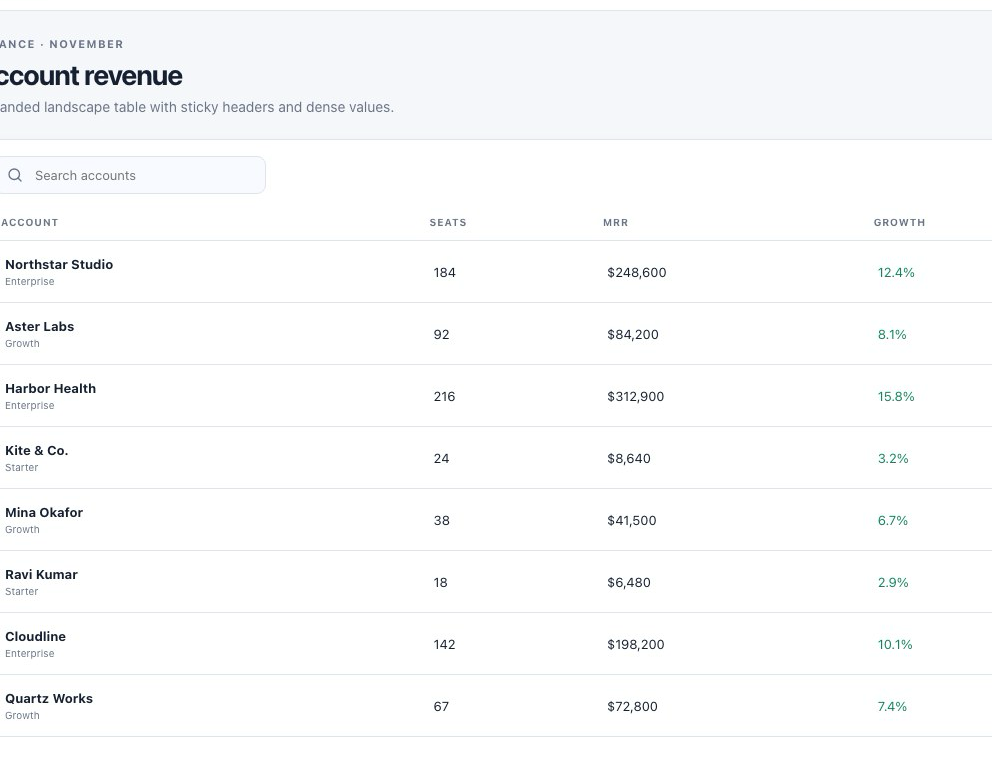 ANCE · NOVEMBER
ccount revenue
anded landscape table with sticky headers and dense values.
Search accounts
ACCOUNT SEATS MRR GROWTH
Northstar Studio 184 $248,600 12.4%
Enterprise
Aster Labs 92 $84,200 8.1%
Growth
Harbor Health 216 $312,900 15.8%
Enterprise
Kite & Co. 24 $8,640 3.2%
Starter
Mina Okafor 38 $41,500 6.7%
Growth
Ravi Kumar 18 $6,480 2.9%
Starter
Cloudline 142 $198,200 10.1%
Enterprise
Quartz Works 67 $72,800 7.4%
Growth